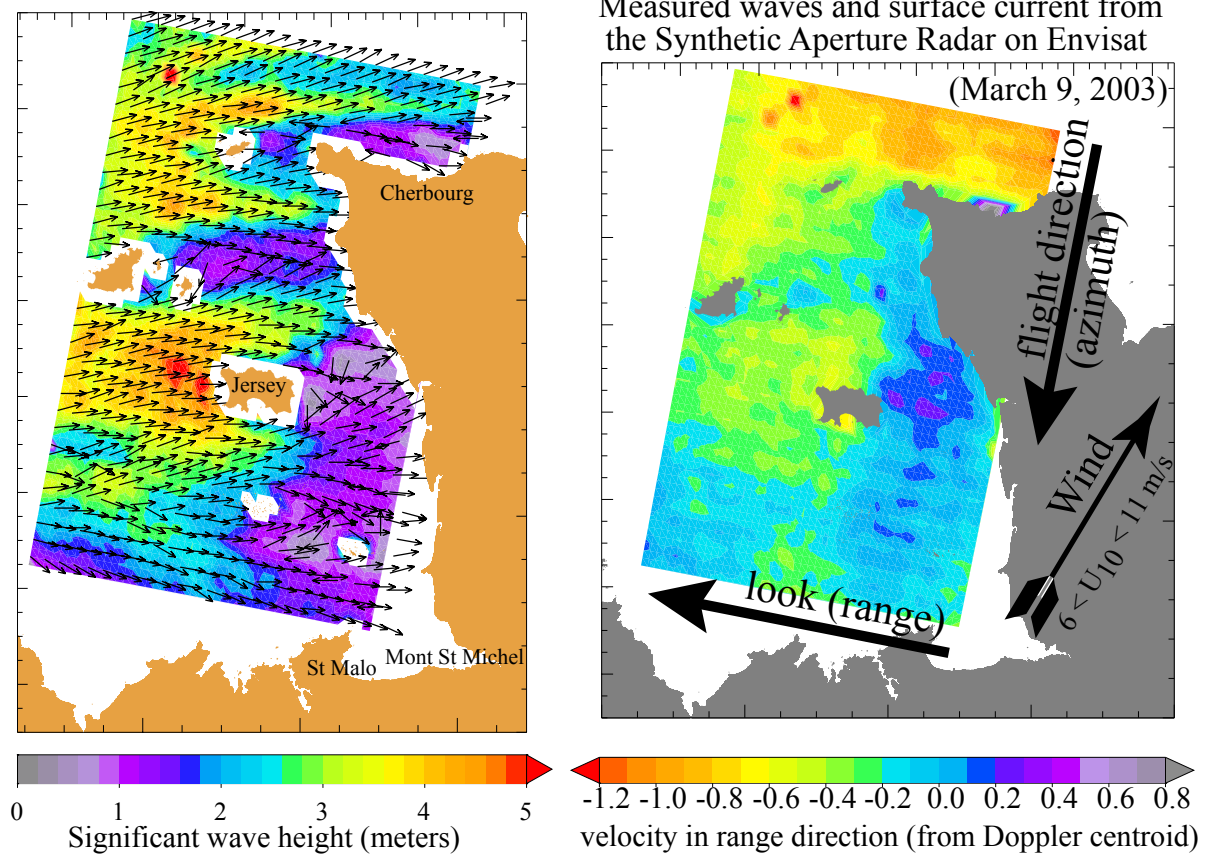 Measured waves and surface current from
the Synthetic Aperture Radar on Envisat
(March 9, 2003)
Cherbourg
Jersey
St Malo
Mont St Michel
flight direction
(azimuth)
Wind
6 < U10 < 11 m/s
look (range)
0 1 2 3 4 5
Significant wave height (meters)
-1.2 -1.0 -0.8 -0.6 -0.4 -0.2 0.0 0.2 0.4 0.6 0.8
velocity in range direction (from Doppler centroid)